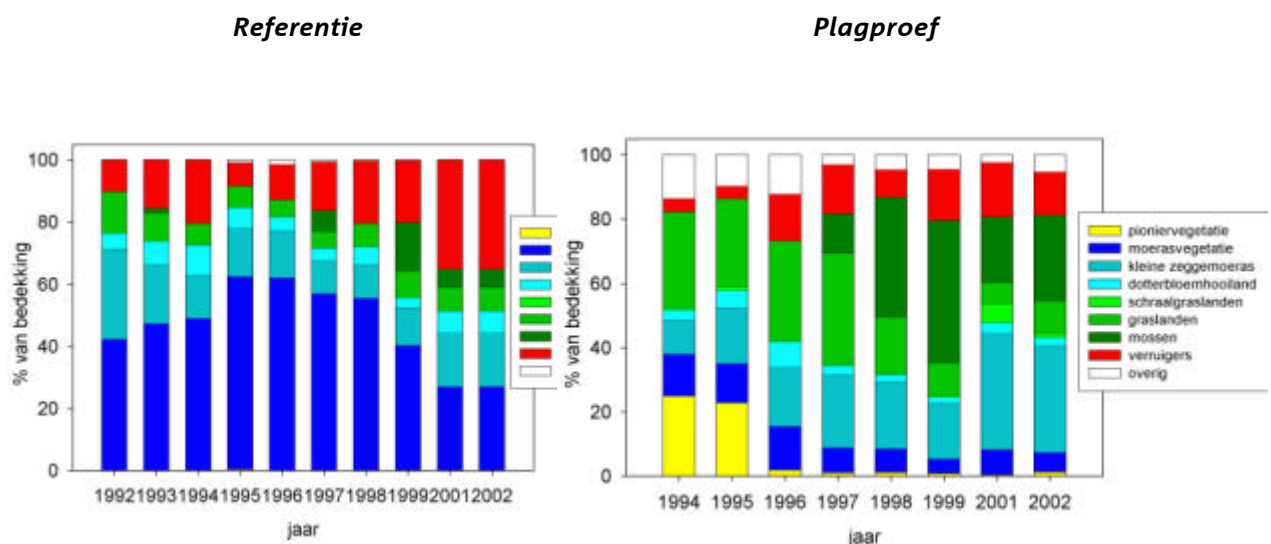 Referentie
Plagproef
% van bedekking
100
80
60
40
20
0
1992 1993 1994 1995 1996 1997 1998 1999 2001 2002
jaar
% van bedekking
100
80
60
40
20
0
1994 1995 1996 1997 1998 1999 2001 2002
jaar
pioniervegetatie
moerasvegetatie
kleine zeggemoeras
dotterbloemhooiland
schraalgraslanden
graslanden
mossen
verruigers
overig